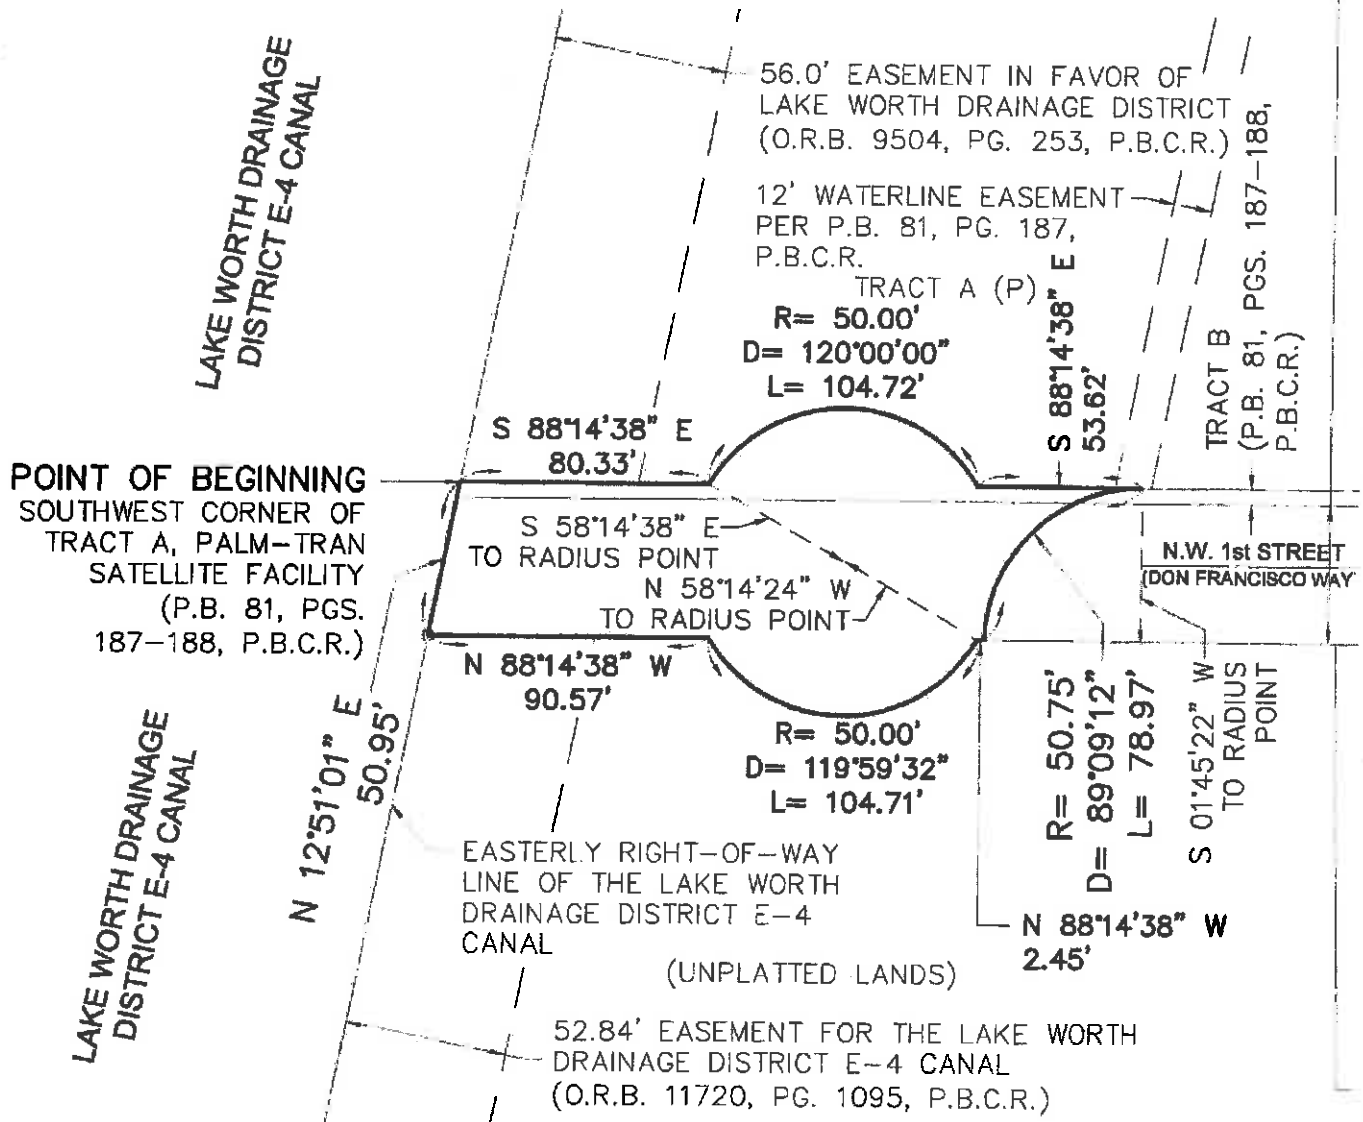 LAKE WORTH DRAINAGE
DISTRICT E-4 CANAL
56.0' EASEMENT IN FAVOR OF
LAKE WORTH DRAINAGE DISTRICT
(O.R.B. 9504, PG. 253, P.B.C.R.)
12' WATERLINE EASEMENT
PER P.B. 81, PG. 187,
P.B.C.R.
TRACT A (P)
R= 50.00'
D= 120°00'00"
L= 104.72'
S 88°14'38" E
53.62'
TRACT B
(P.B. 81, PGS. 187-188,
P.B.C.R.)
S 88°14'38" E
80.33'
POINT OF BEGINNING
SOUTHWEST CORNER OF
TRACT A, PALM-TRAN
SATELLITE FACILITY
(P.B. 81, PGS.
187-188, P.B.C.R.)
S 58°14'38" E
TO RADIUS POINT
N 58°14'24" W
TO RADIUS POINT
N.W. 1st STREET
(DON FRANCISCO WAY
N 88°14'38" W
90.57'
N 12°51'01" E
50.95'
R= 50.00'
D= 119°59'32"
L= 104.71'
R= 50.75'
D= 89°09'12"
L= 78.97'
S 01°45'22" W
TO RADIUS
POINT
LAKE WORTH DRAINAGE
DISTRICT E-4 CANAL
EASTERLY RIGHT-OF-WAY
LINE OF THE LAKE WORTH
DRAINAGE DISTRICT E-4
CANAL
N 88°14'38" W
2.45'
(UNPLATTED LANDS)
52.84' EASEMENT FOR THE LAKE WORTH
DRAINAGE DISTRICT E-4 CANAL
(O.R.B. 11720, PG. 1095, P.B.C.R.)